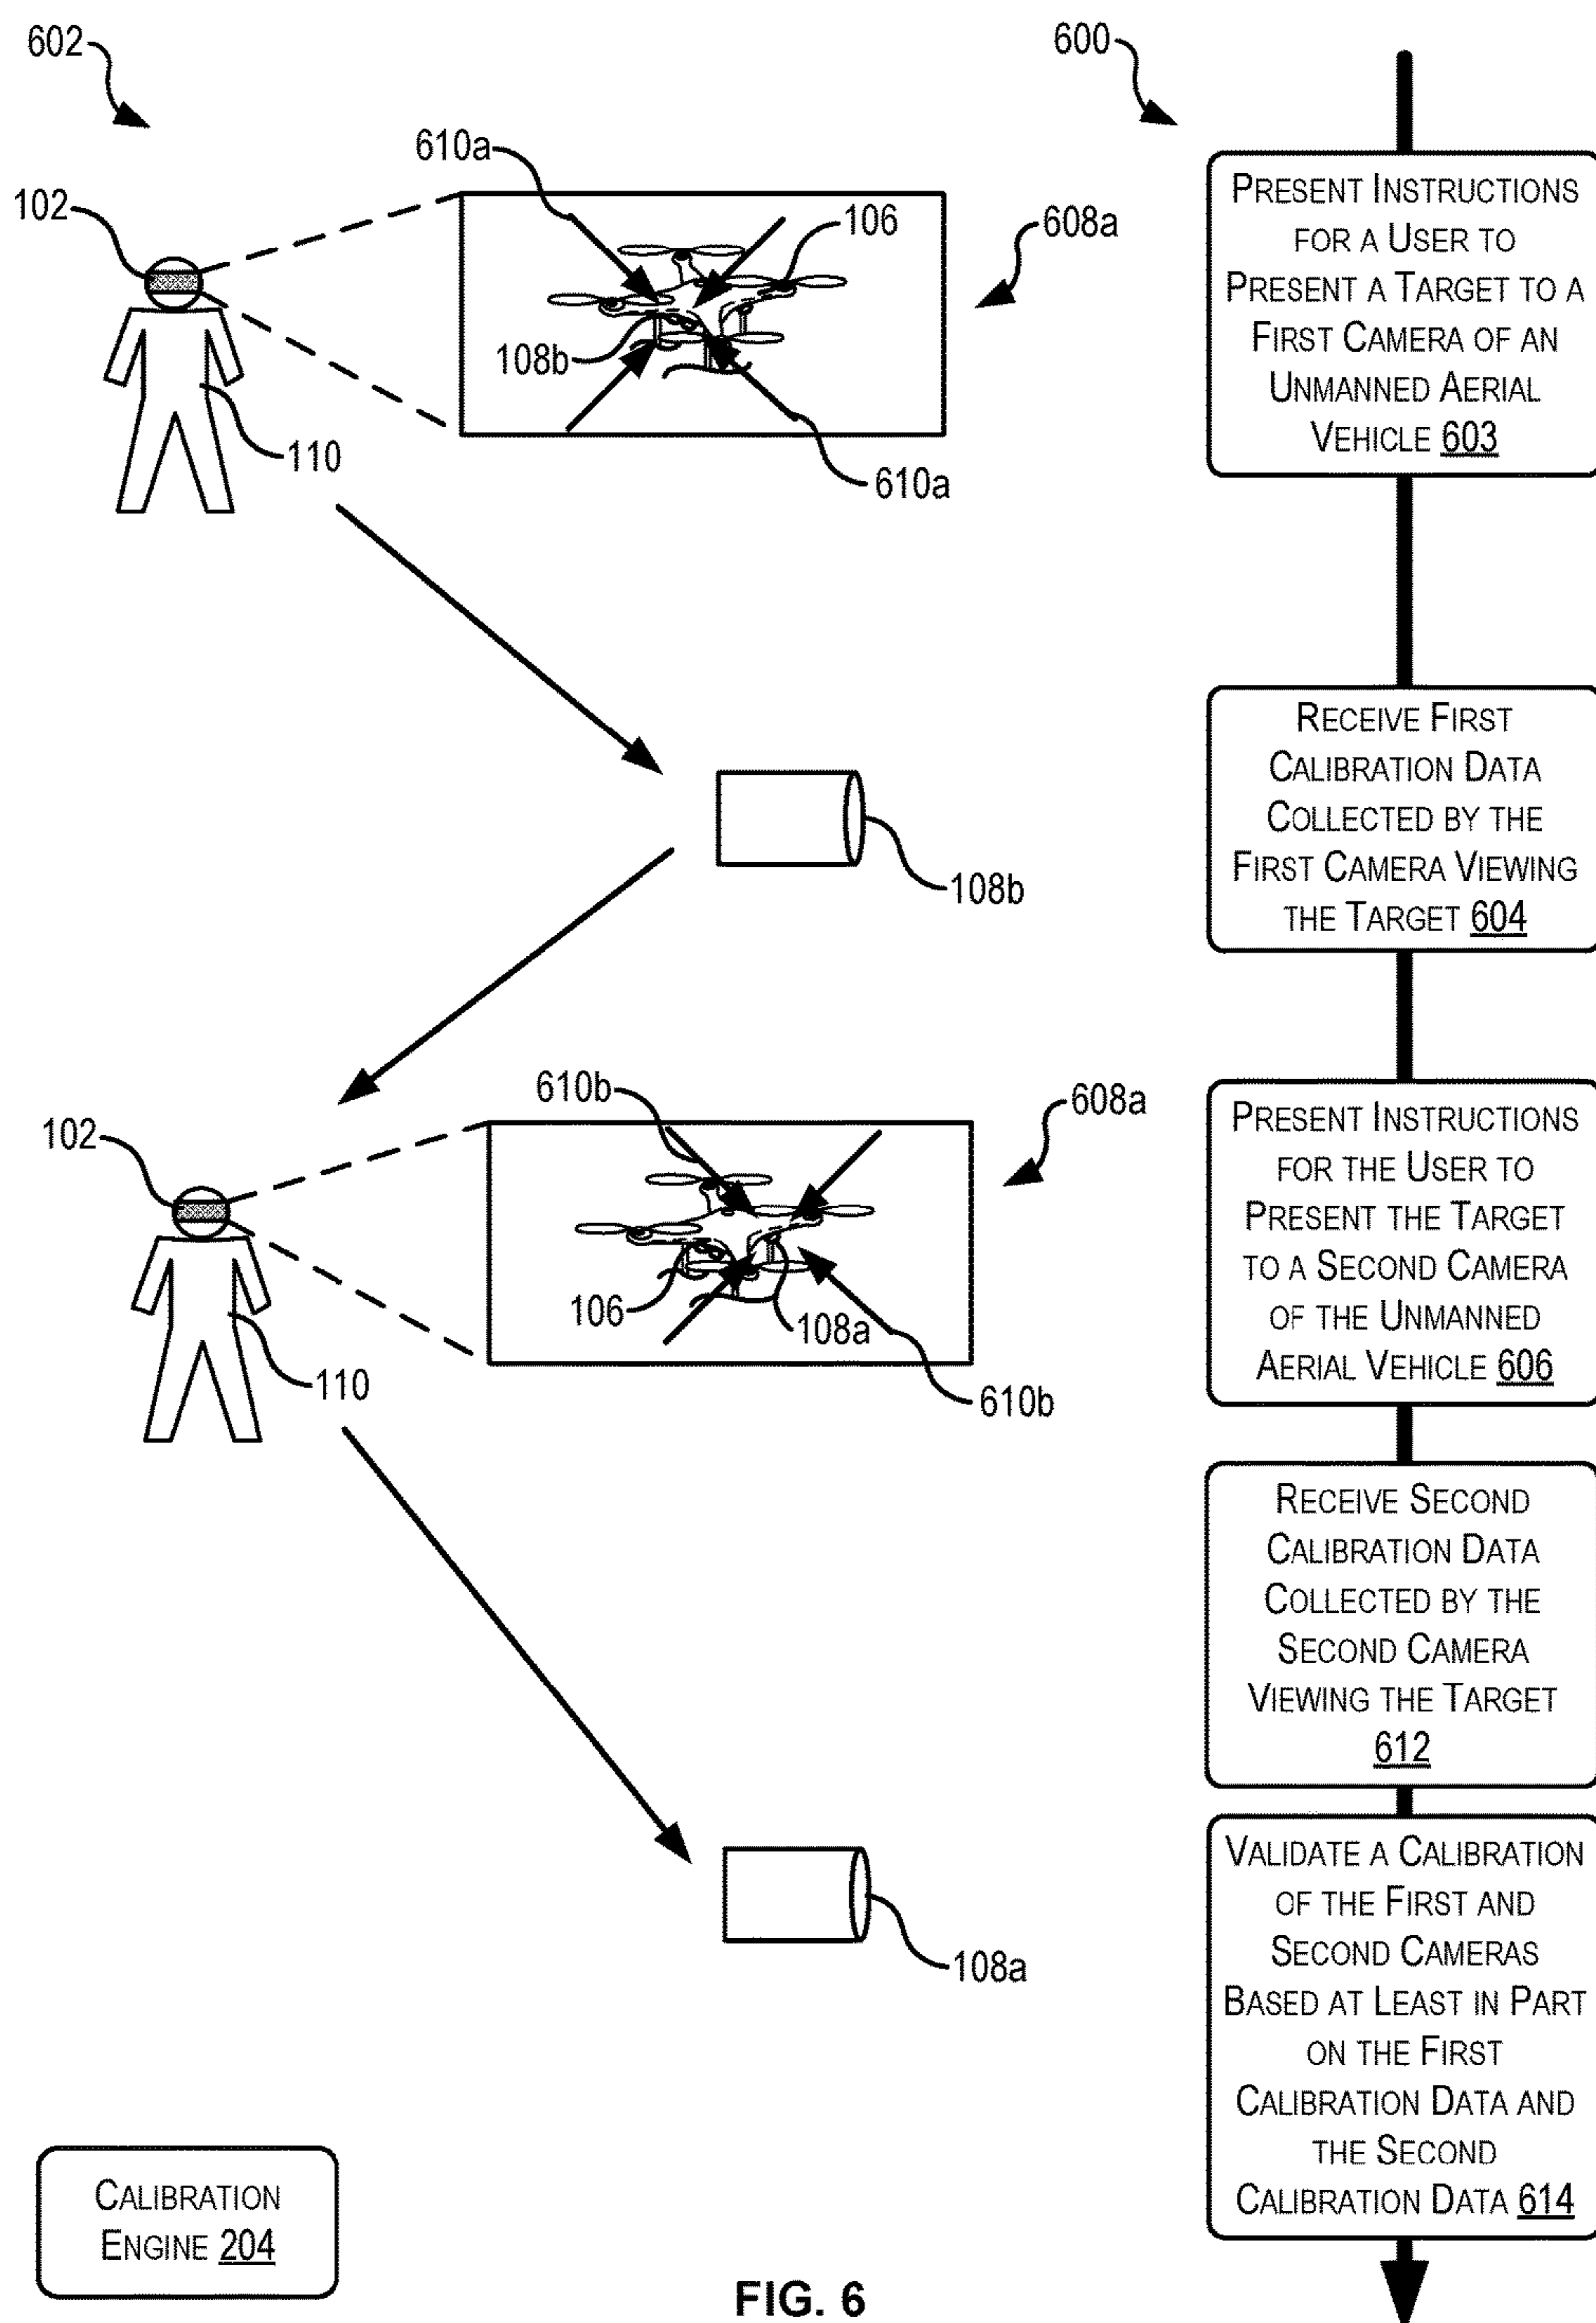 602
600
610a
102
106
608a
108b
110
610a
PRESENT INSTRUCTIONS
FOR A USER TO
PRESENT A TARGET TO A
FIRST CAMERA OF AN
UNMANNED AERIAL
VEHICLE 603
RECEIVE FIRST
CALIBRATION DATA
COLLECTED BY THE
FIRST CAMERA VIEWING
THE TARGET 604
108b
610b
608a
102
106
108a
110
610b
PRESENT INSTRUCTIONS
FOR THE USER TO
PRESENT THE TARGET
TO A SECOND CAMERA
OF THE UNMANNED
AERIAL VEHICLE 606
RECEIVE SECOND
CALIBRATION DATA
COLLECTED BY THE
SECOND CAMERA
VIEWING THE TARGET
612
108a
VALIDATE A CALIBRATION
OF THE FIRST AND
SECOND CAMERAS
BASED AT LEAST IN PART
ON THE FIRST
CALIBRATION DATA AND
THE SECOND
CALIBRATION DATA 614
CALIBRATION
ENGINE 204
FIG. 6